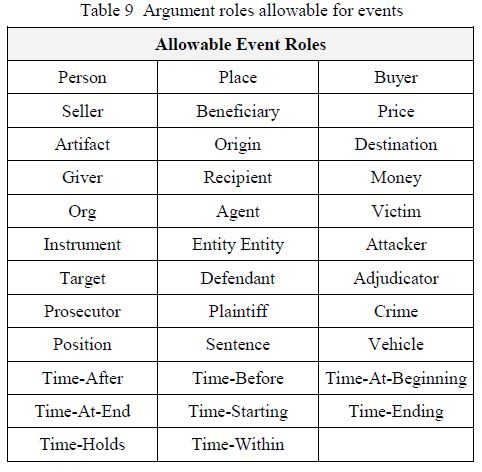 Table 9 Argument roles allowable for events
Allowable Event Roles
Person Place Buyer
Seller Beneficiary Price
Artifact Origin Destination
Giver Recipient Money
Org Agent Victim
Instrument Entity Entity Attacker
Target Defendant Adjudicator
Prosecutor Plaintiff Crime
Position Sentence Vehicle
Time-After Time-Before Time-At-Beginning
Time-At-End Time-Starting Time-Ending
Time-Holds Time-Within